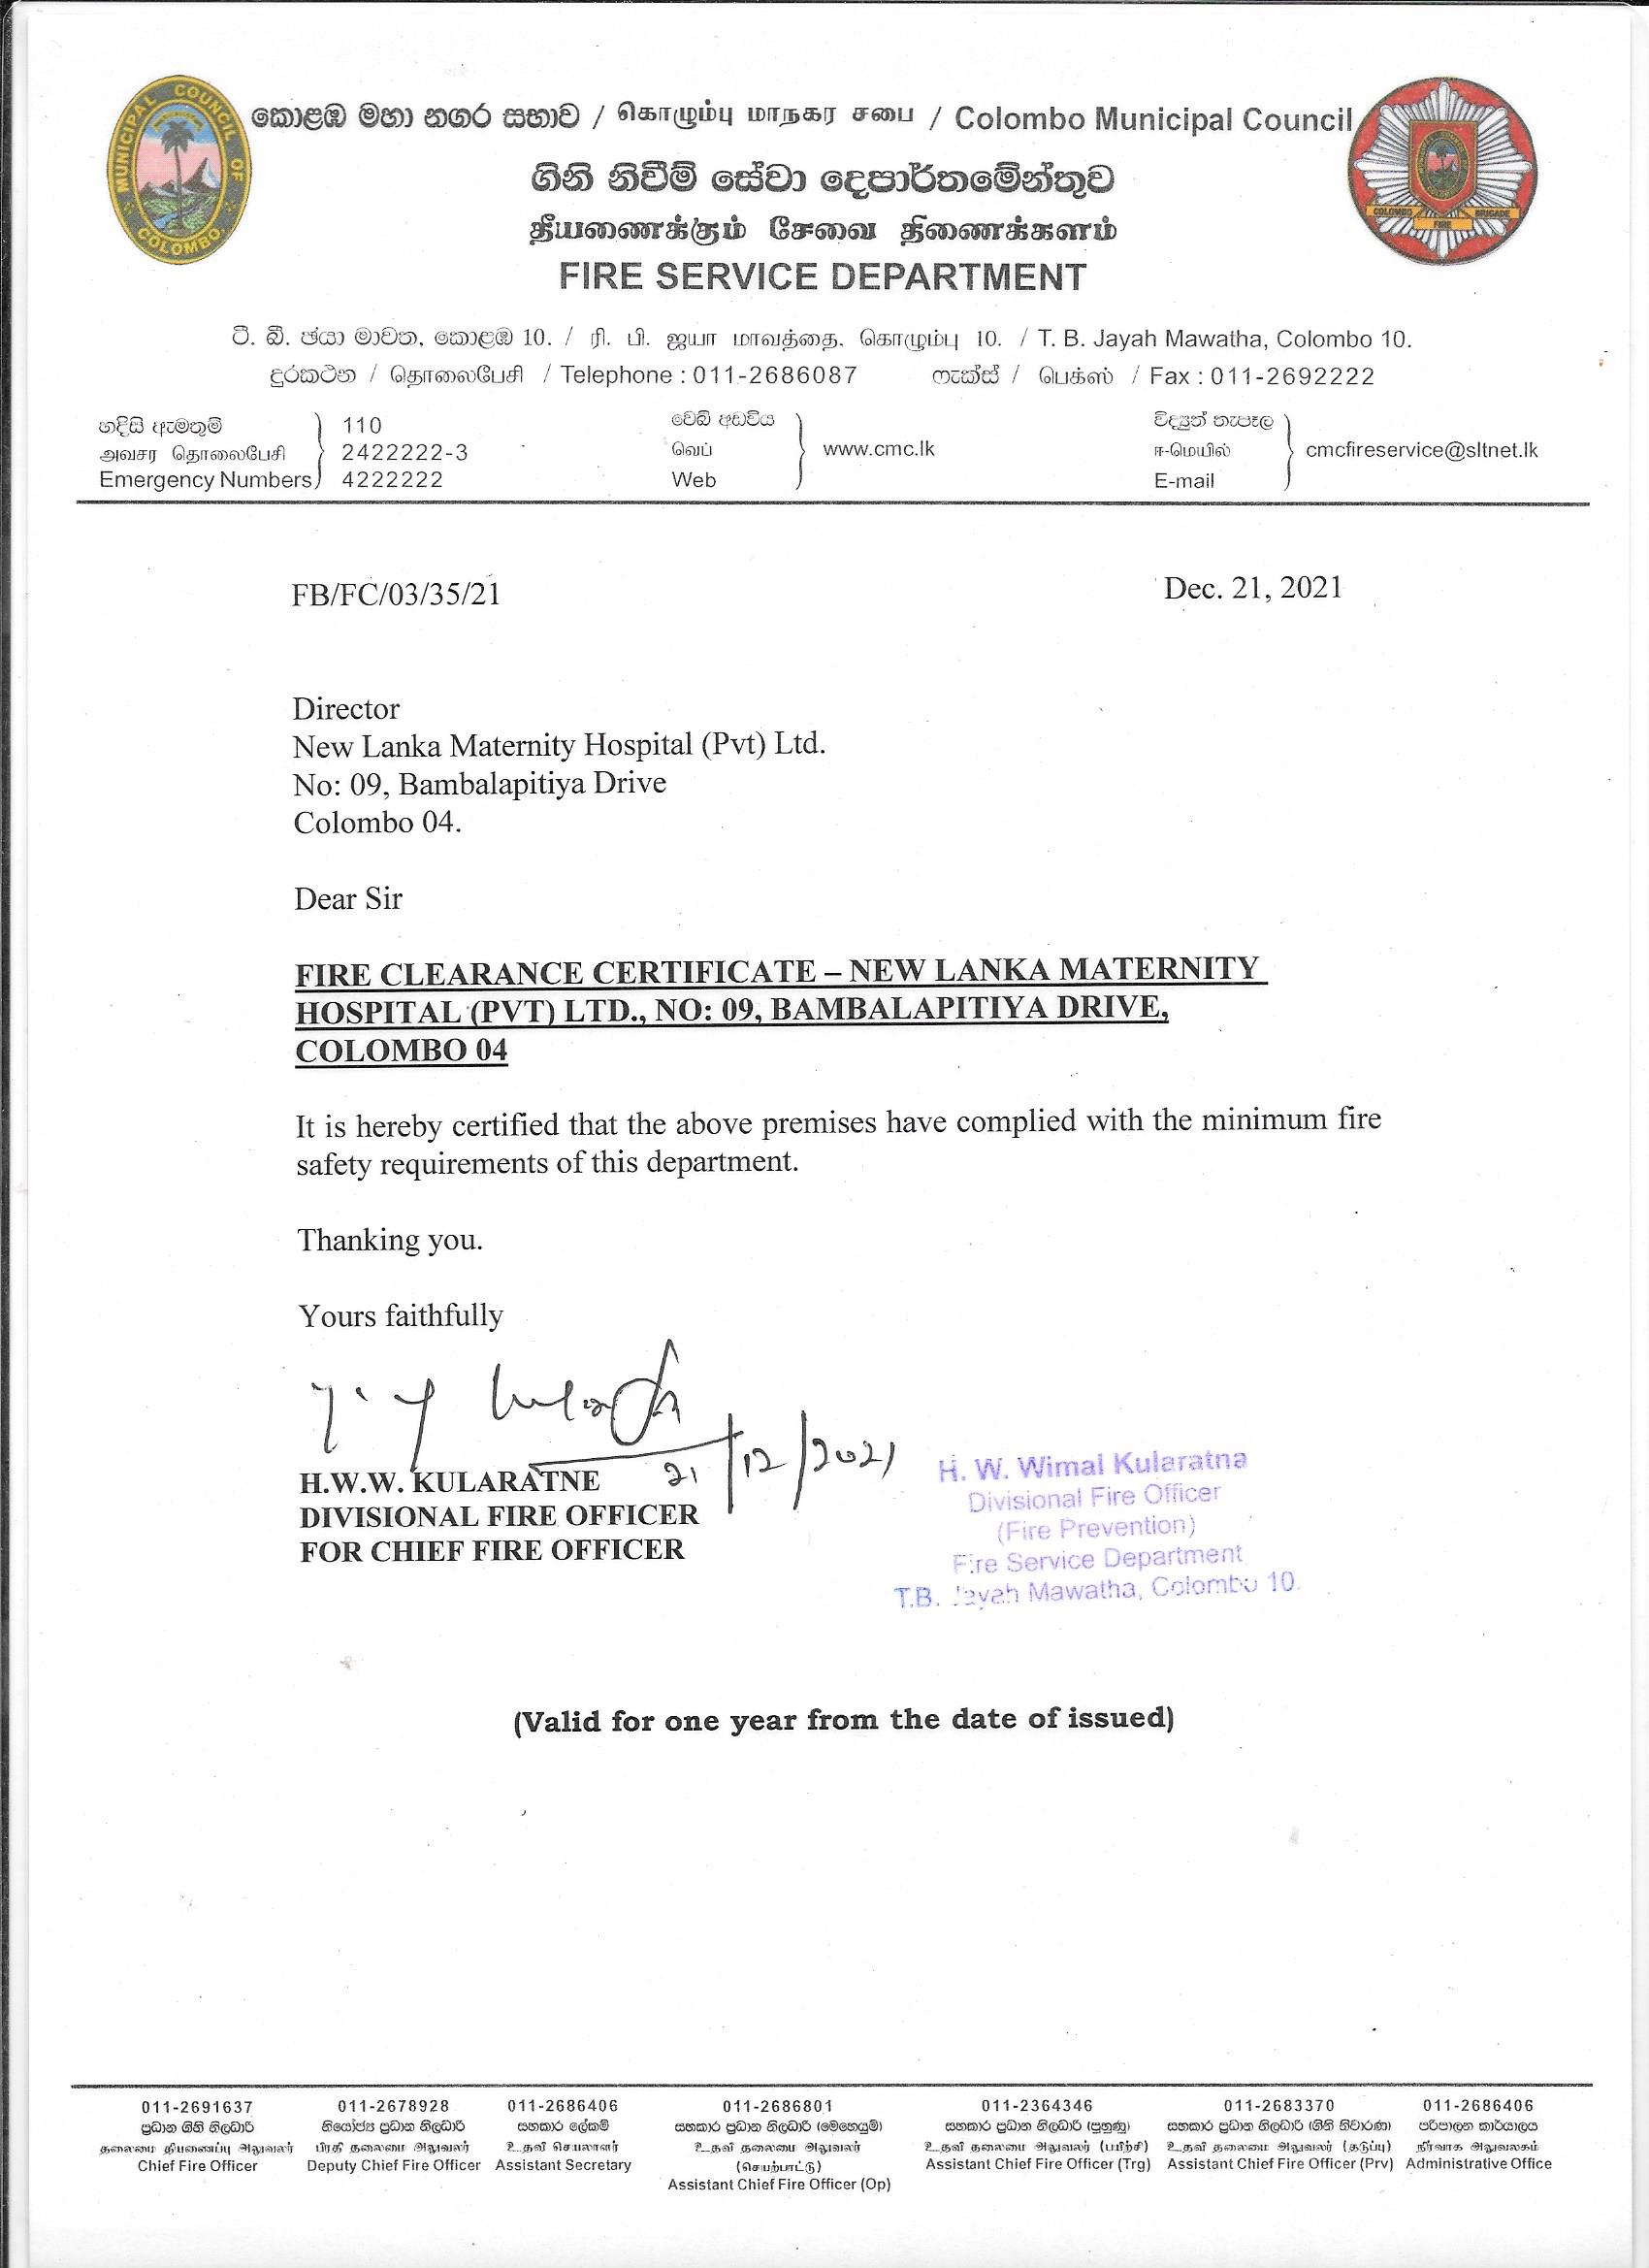 MUNICIPAL COUNCIL OF COLOMBO
කොළඹ මහා නගර සභාව / கொழும்பு மாநகர சபை / Colombo Municipal Council
COLOMBO FIRE BRIGADE
ගිනි නිවීම් සේවා දෙපාර්තමේන්තුව
தீயணைக்கும் சேவை திணைக்களம்
FIRE SERVICE DEPARTMENT
ටී. බී. ජයා මාවත, කොළඹ 10. / ரி. பி. ஜயா மாவத்தை, கொழும்பு 10. / T. B. Jayah Mawatha, Colombo 10.
දුරකථන / தொலைபேசி / Telephone : 011-2686087 ෆැක්ස් / பெக்ஸ் / Fax : 011-2692222
හදිසි ඇමතුම් 110
அவசர தொலைபேசி 2422222-3
Emergency Numbers 4222222
වෙබ් අඩවිය
வெப் www.cmc.lk
Web
විද්‍යුත් තැපෑල
ஈ-மெயில் cmcfireservice@sltnet.lk
E-mail
FB/FC/03/35/21 Dec. 21, 2021
Director
New Lanka Maternity Hospital (Pvt) Ltd.
No: 09, Bambalapitiya Drive
Colombo 04.
Dear Sir
FIRE CLEARANCE CERTIFICATE – NEW LANKA MATERNITY
HOSPITAL (PVT) LTD., NO: 09, BAMBALAPITIYA DRIVE,
COLOMBO 04
It is hereby certified that the above premises have complied with the minimum fire
safety requirements of this department.
Thanking you.
Yours faithfully
21/12/2021
H.W.W. KULARATNE
DIVISIONAL FIRE OFFICER
FOR CHIEF FIRE OFFICER
H. W. Wimal Kularatna
Divisional Fire Officer
(Fire Prevention)
Fire Service Department
T.B. Jayah Mawatha, Colombo 10.
(Valid for one year from the date of issued)
011-2691637
ප්‍රධාන ගිනි නිලධාරි
தலைமை தீயணைப்பு அலுவலர்
Chief Fire Officer
011-2678928
නියෝජ්‍ය ප්‍රධාන නිලධාරි
பிரதி தலைமை அலுவலர்
Deputy Chief Fire Officer
011-2686406
සහකාර ලේකම්
உதவி செயலாளர்
Assistant Secretary
011-2686801
සහකාර ප්‍රධාන නිලධාරි (මෙහෙයුම්)
உதவி தலைமை அலுவலர்
(செயற்பாட்டு)
Assistant Chief Fire Officer (Op)
011-2364346
සහකාර ප්‍රධාන නිලධාරි (පුහුණු)
உதவி தலைமை அலுவலர் (பயிற்சி)
Assistant Chief Fire Officer (Trg)
011-2683370
සහකාර ප්‍රධාන නිලධාරි (ගිනි නිවාරණ)
உதவி தலைமை அலுவலர் (தடுப்பு)
Assistant Chief Fire Officer (Prv)
011-2686406
පරිපාලන කාර්යාලය
நிர்வாக அலுவலகம்
Administrative Office